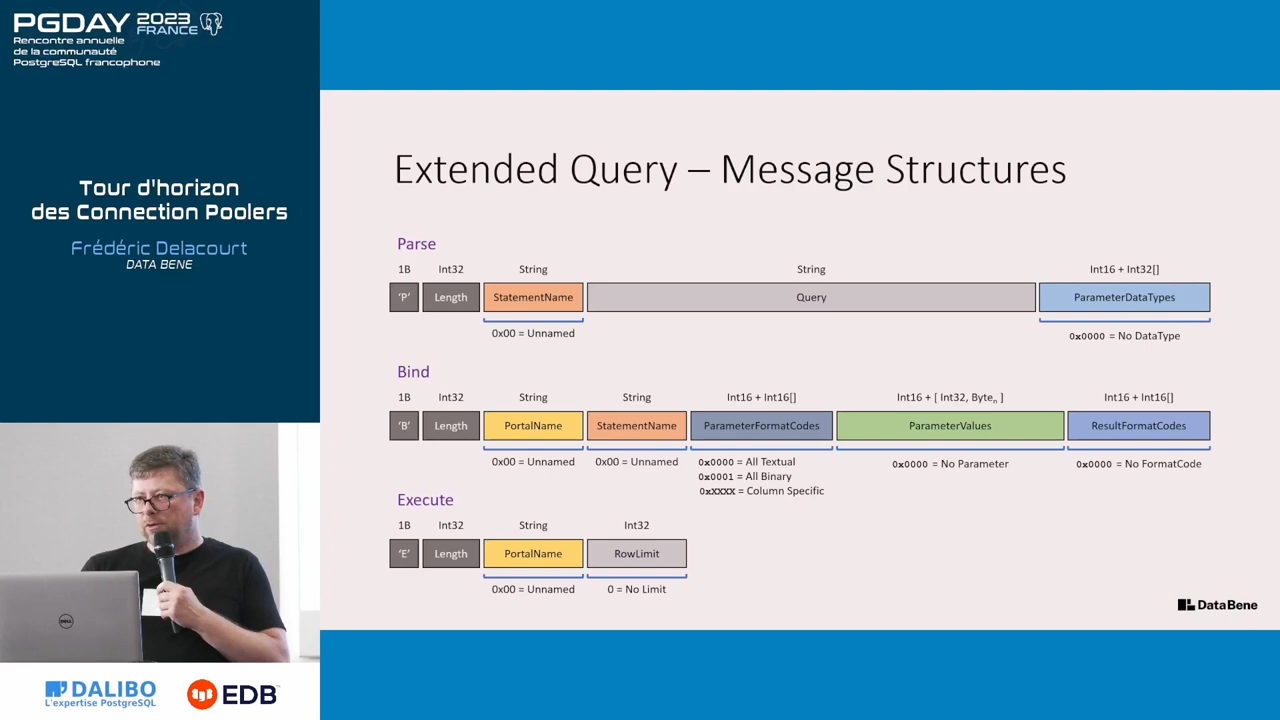 PGDAY 2023 FRANCE
Rencontre annuelle
de la communauté
PostgreSQL francophone
Tour d'horizon
des Connection Poolers
Frédéric Delacourt
DATA BENE
Extended Query – Message Structures
Parse
1B Int32 String String Int16 + Int32[]
‘P’ Length StatementName Query ParameterDataTypes
0x00 = Unnamed 0x0000 = No DataType
Bind
1B Int32 String String Int16 + Int16[] Int16 + [ Int32, Byten ] Int16 + Int16[]
‘B’ Length PortalName StatementName ParameterFormatCodes ParameterValues ResultFormatCodes
0x00 = Unnamed 0x00 = Unnamed 0x0000 = All Textual 0x0000 = No Parameter 0x0000 = No FormatCode
0x0001 = All Binary
0xXXXX = Column Specific
Execute
1B Int32 String Int32
‘E’ Length PortalName RowLimit
0x00 = Unnamed 0 = No Limit
DataBene
DELL
DALIBO
L'expertise PostgreSQL
EDB